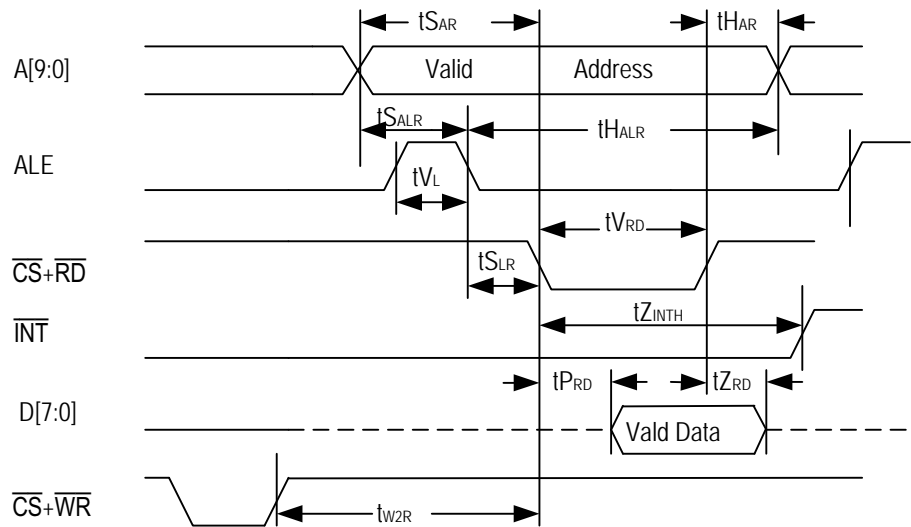 tSAR tHAR
A[9:0] Valid Address
tSALR tHALR
ALE
tVL
tVRD
CS+RD tSLR
tZINTH
INT
tPRD tZRD
D[7:0]
Vald Data
CS+WR tW2R